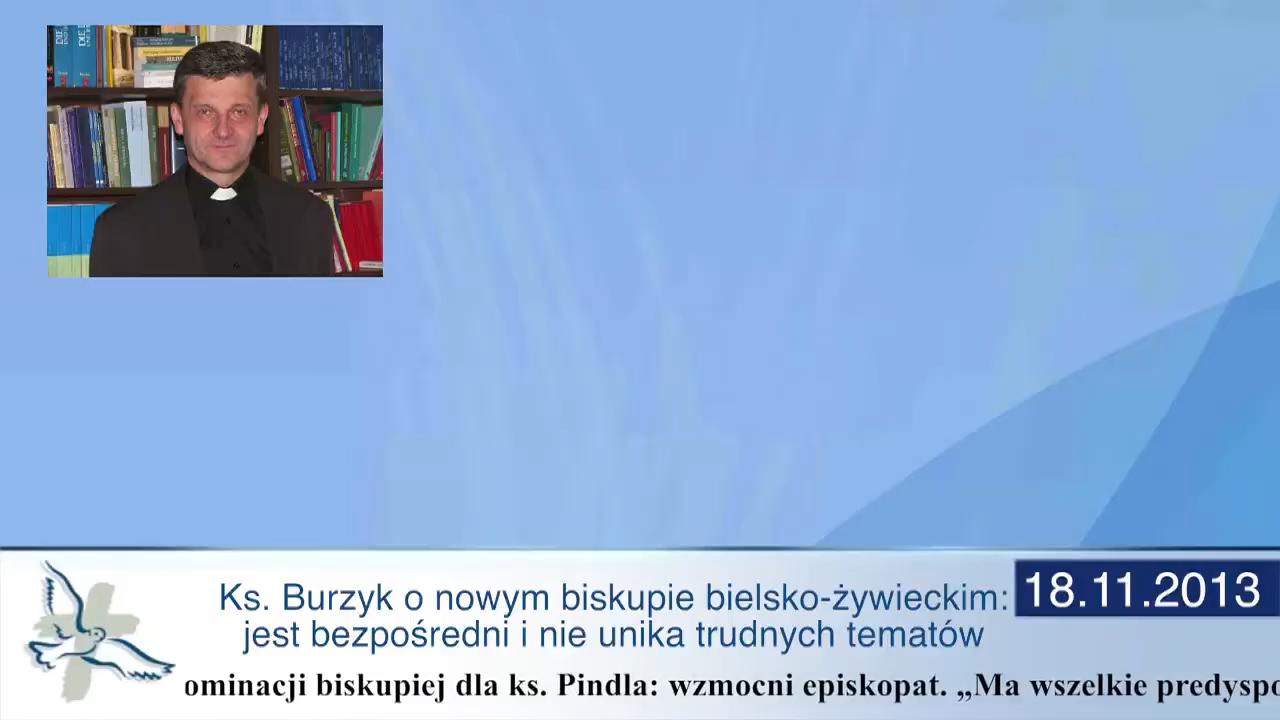 Ks. Burzyk o nowym biskupie bielsko-żywieckim:
jest bezpośredni i nie unika trudnych tematów
18.11.2013
ominacji biskupiej dla ks. Pindla: wzmocni episkopat. „Ma wszelkie predyspo